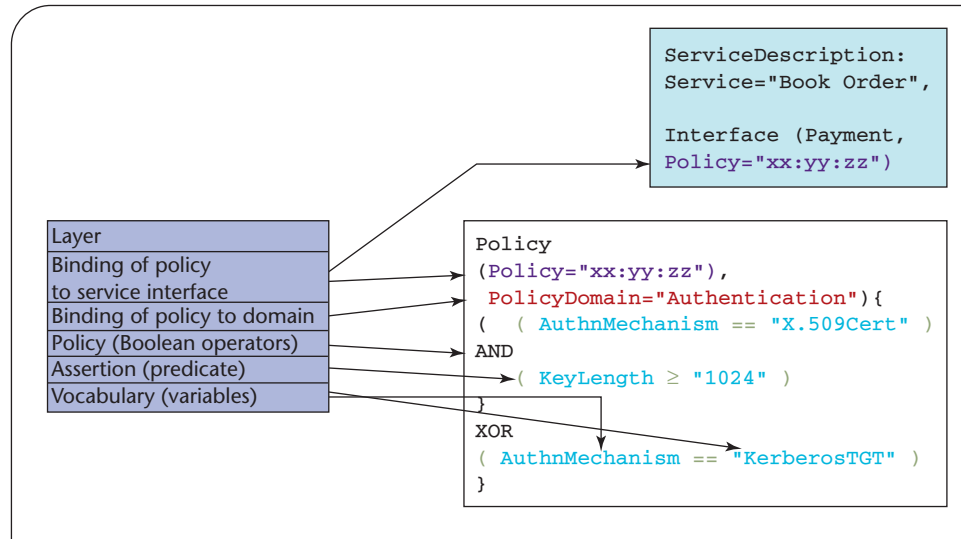 ServiceDescription:
Service="Book Order",
Interface (Payment,
Policy="xx:yy:zz")
Layer
Binding of policy
to service interface
Binding of policy to domain
Policy (Boolean operators)
Assertion (predicate)
Vocabulary (variables)
Policy
(Policy="xx:yy:zz"),
PolicyDomain="Authentication"){
( ( AuthnMechanism == "X.509Cert" )
AND
( KeyLength ≥ "1024" )
}
XOR
( AuthnMechanism == "KerberosTGT" )
}